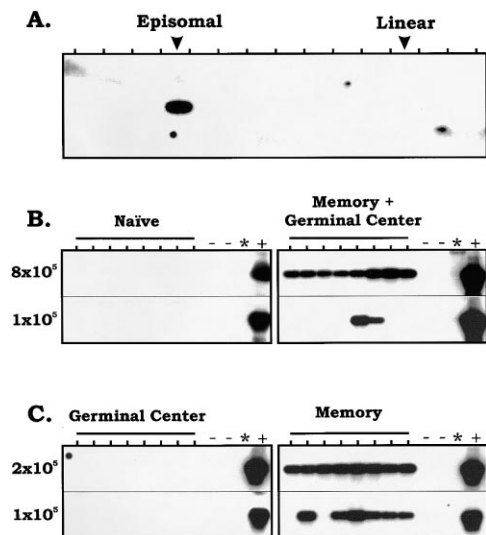 A.
Episomal Linear
B.
Naïve
Memory +
Germinal Center
- - * + - - * +
8x10⁵
1x10⁵
C.
Germinal Center Memory
- - * + - - * +
2x10⁵
1x10⁵